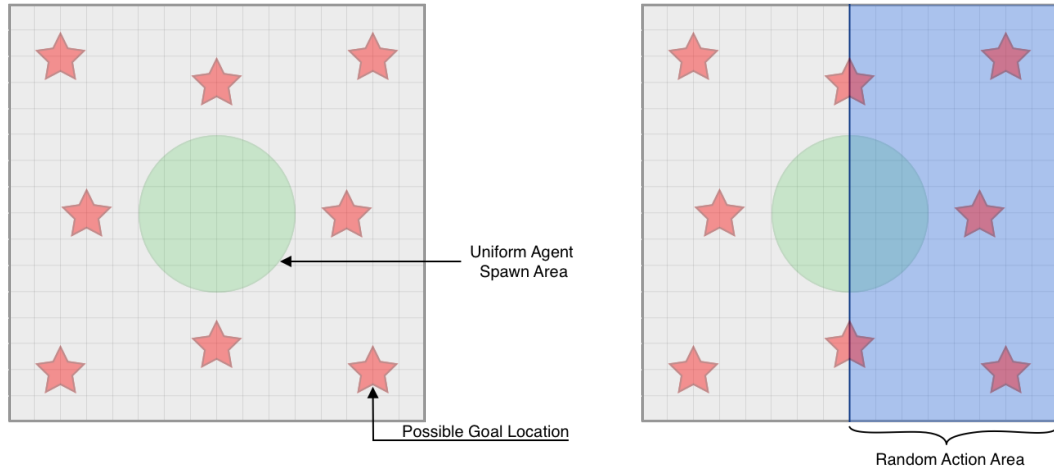 Uniform Agent
Spawn Area
Possible Goal Location
Random Action Area